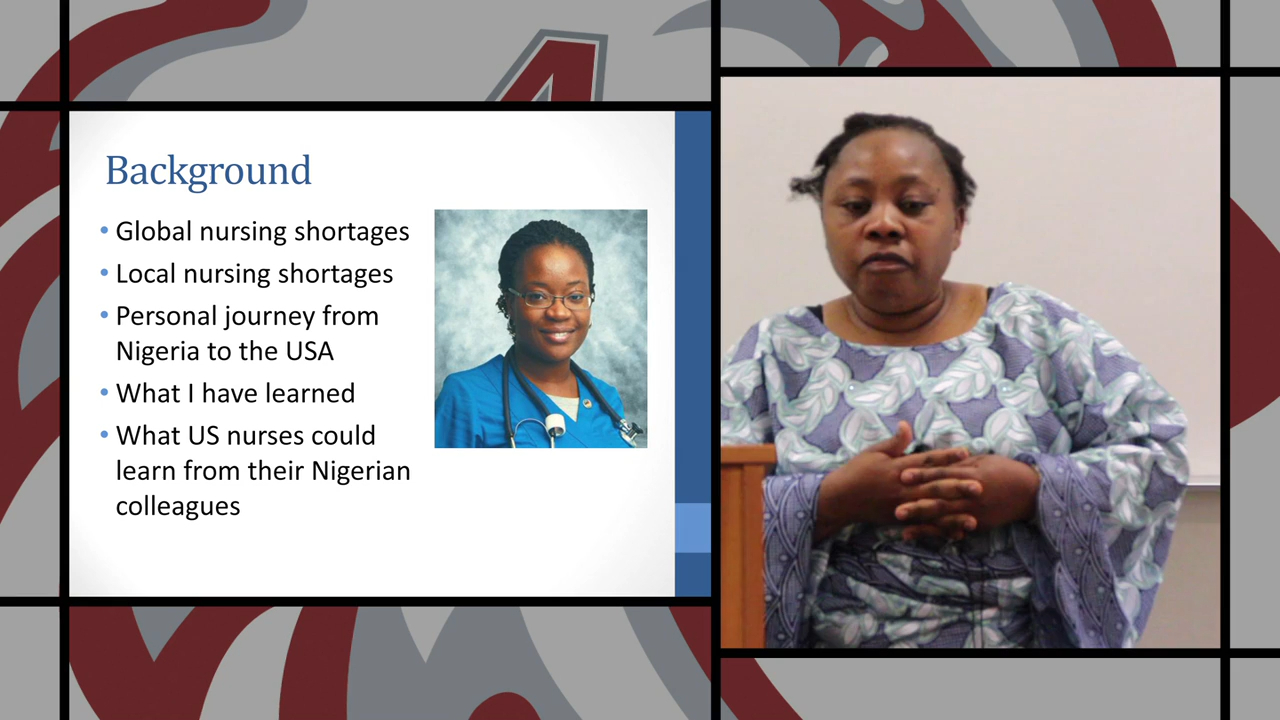 Background
• Global nursing shortages
• Local nursing shortages
• Personal journey from
Nigeria to the USA
• What I have learned
• What US nurses could
learn from their Nigerian
colleagues